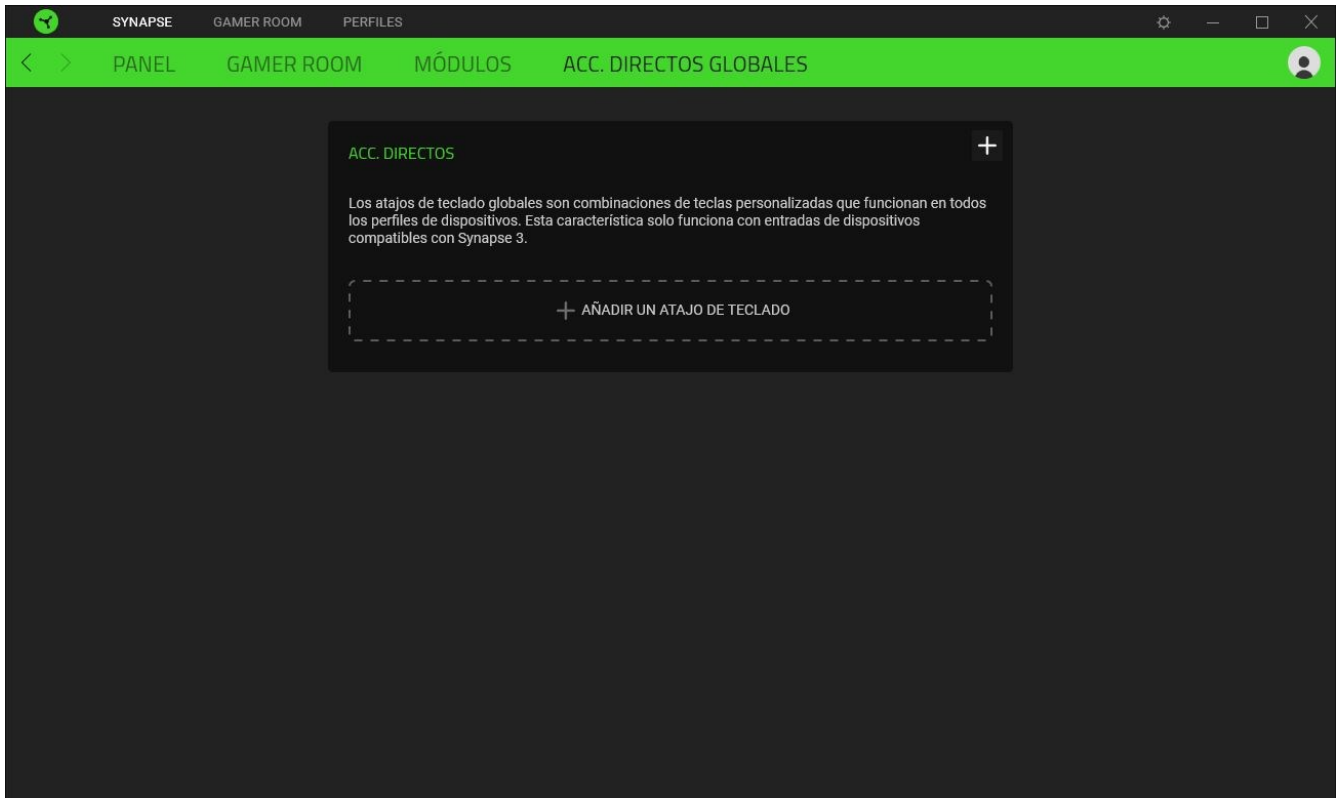 SYNAPSE GAMER ROOM PERFILES
PANEL GAMER ROOM MÓDULOS ACC. DIRECTOS GLOBALES
ACC. DIRECTOS
Los atajos de teclado globales son combinaciones de teclas personalizadas que funcionan en todos
los perfiles de dispositivos. Esta característica solo funciona con entradas de dispositivos
compatibles con Synapse 3.
AÑADIR UN ATAJO DE TECLADO